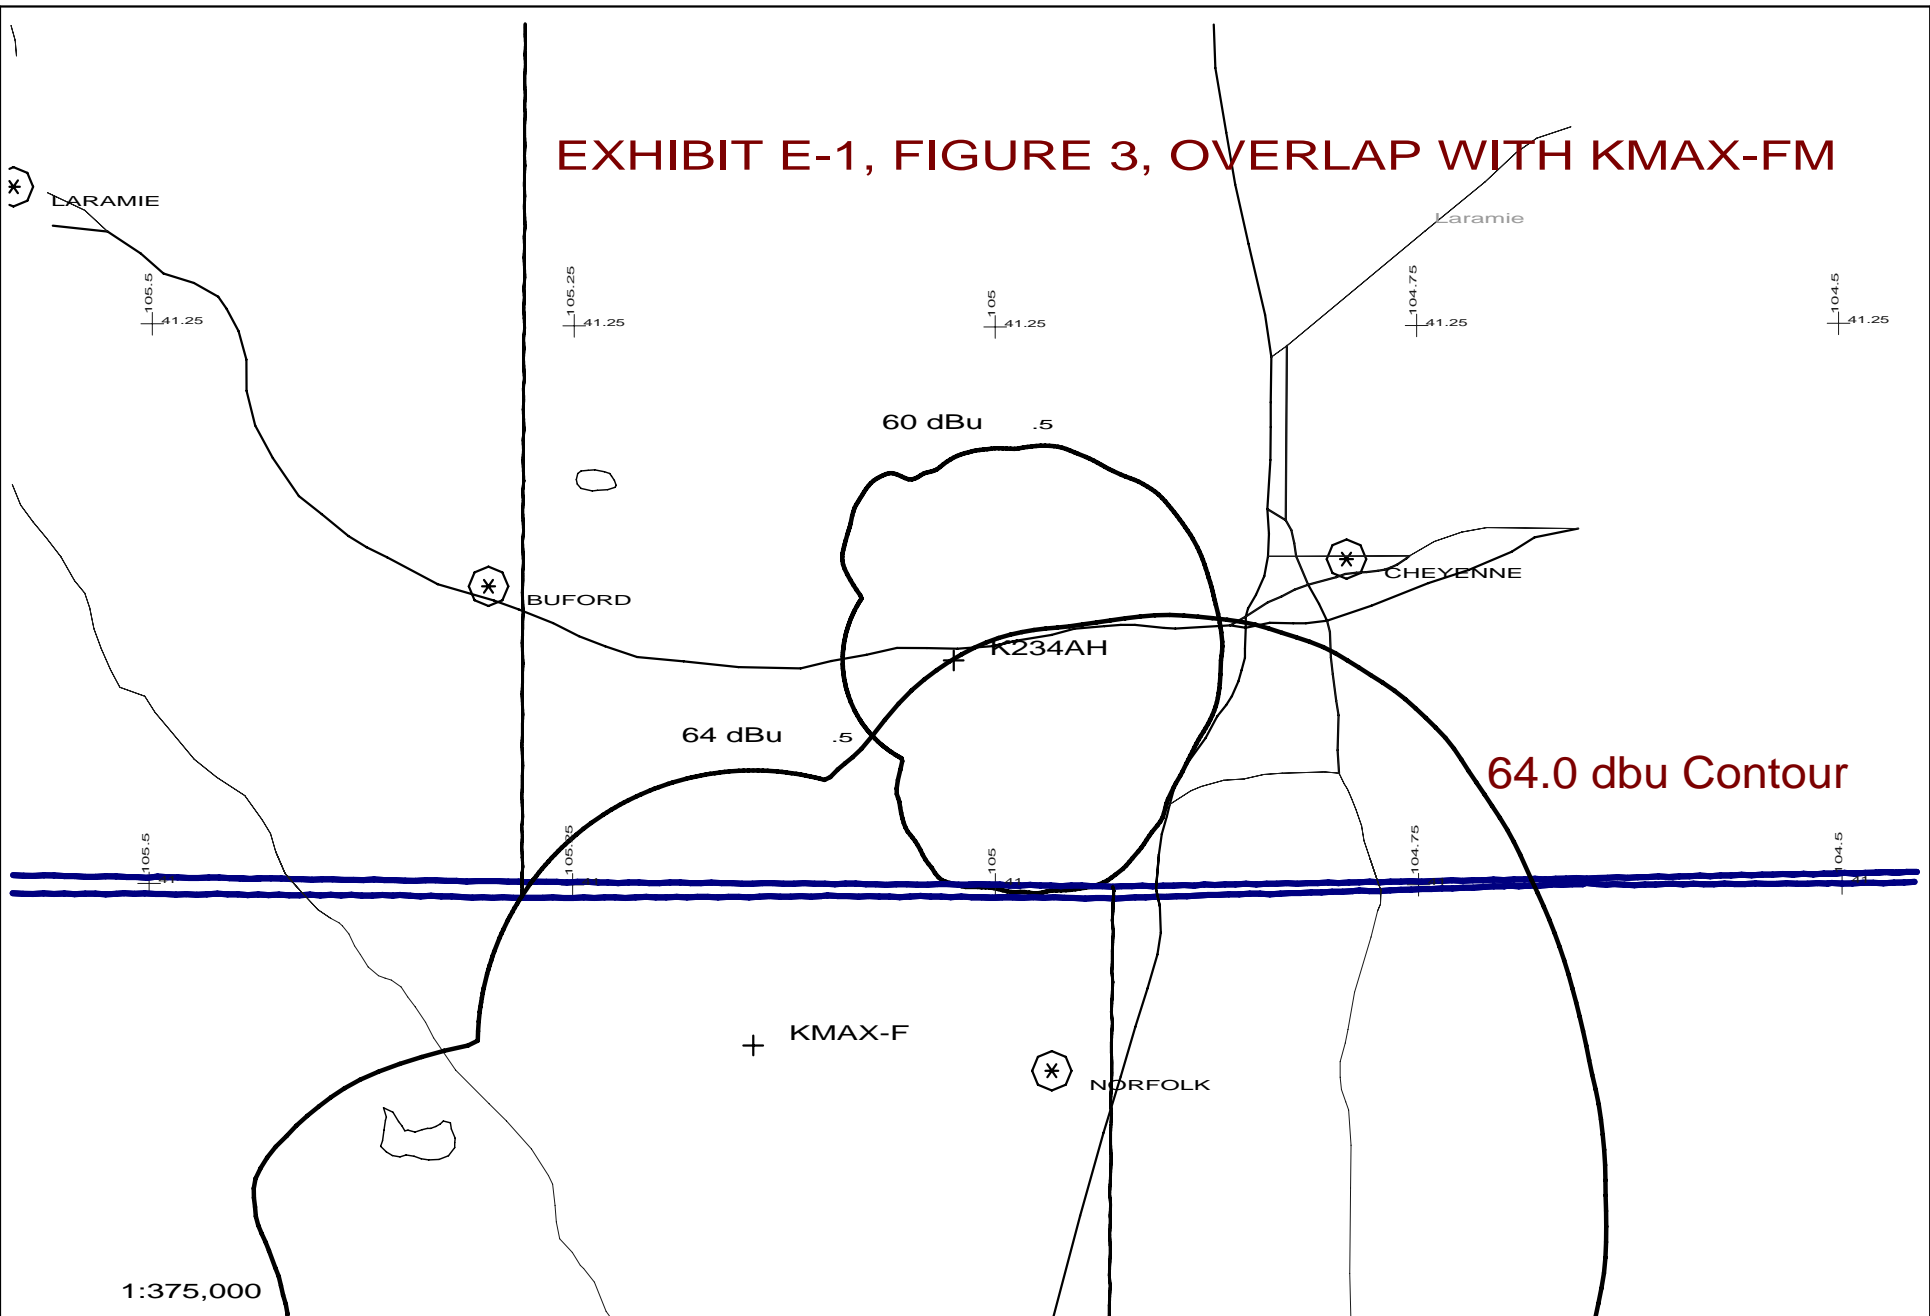 EXHIBIT E-1, FIGURE 3, OVERLAP WITH KMAX-FM
LARAMIE
Laramie
105.5
41.25
105.25
41.25
105
41.25
104.75
41.25
104.5
41.25
60 dBu .5
CHEYENNE
BUFORD
K234AH
64 dBu .5
64.0 dbu Contour
105.5
105.25
105
41
104.75
104.5
KMAX-F
NORFOLK
1:375,000